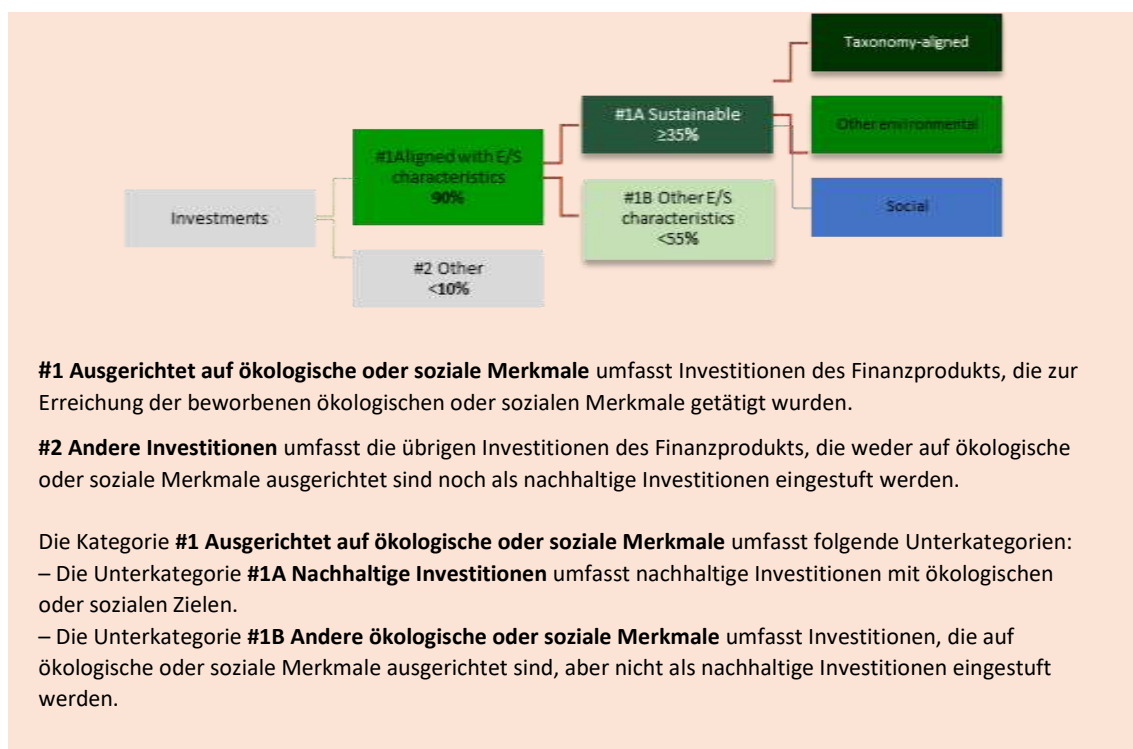 Taxonomy-aligned
#1A Sustainable
≥35%
Other environmental
#1Aligned with E/S
characteristics
90%
Investments
#1B Other E/S
characteristics
<55%
Social
#2 Other
<10%
#1 Ausgerichtet auf ökologische oder soziale Merkmale umfasst Investitionen des Finanzprodukts, die zur
Erreichung der beworbenen ökologischen oder sozialen Merkmale getätigt wurden.
#2 Andere Investitionen umfasst die übrigen Investitionen des Finanzprodukts, die weder auf ökologische
oder soziale Merkmale ausgerichtet sind noch als nachhaltige Investitionen eingestuft werden.
Die Kategorie #1 Ausgerichtet auf ökologische oder soziale Merkmale umfasst folgende Unterkategorien:
– Die Unterkategorie #1A Nachhaltige Investitionen umfasst nachhaltige Investitionen mit ökologischen
oder sozialen Zielen.
– Die Unterkategorie #1B Andere ökologische oder soziale Merkmale umfasst Investitionen, die auf
ökologische oder soziale Merkmale ausgerichtet sind, aber nicht als nachhaltige Investitionen eingestuft
werden.